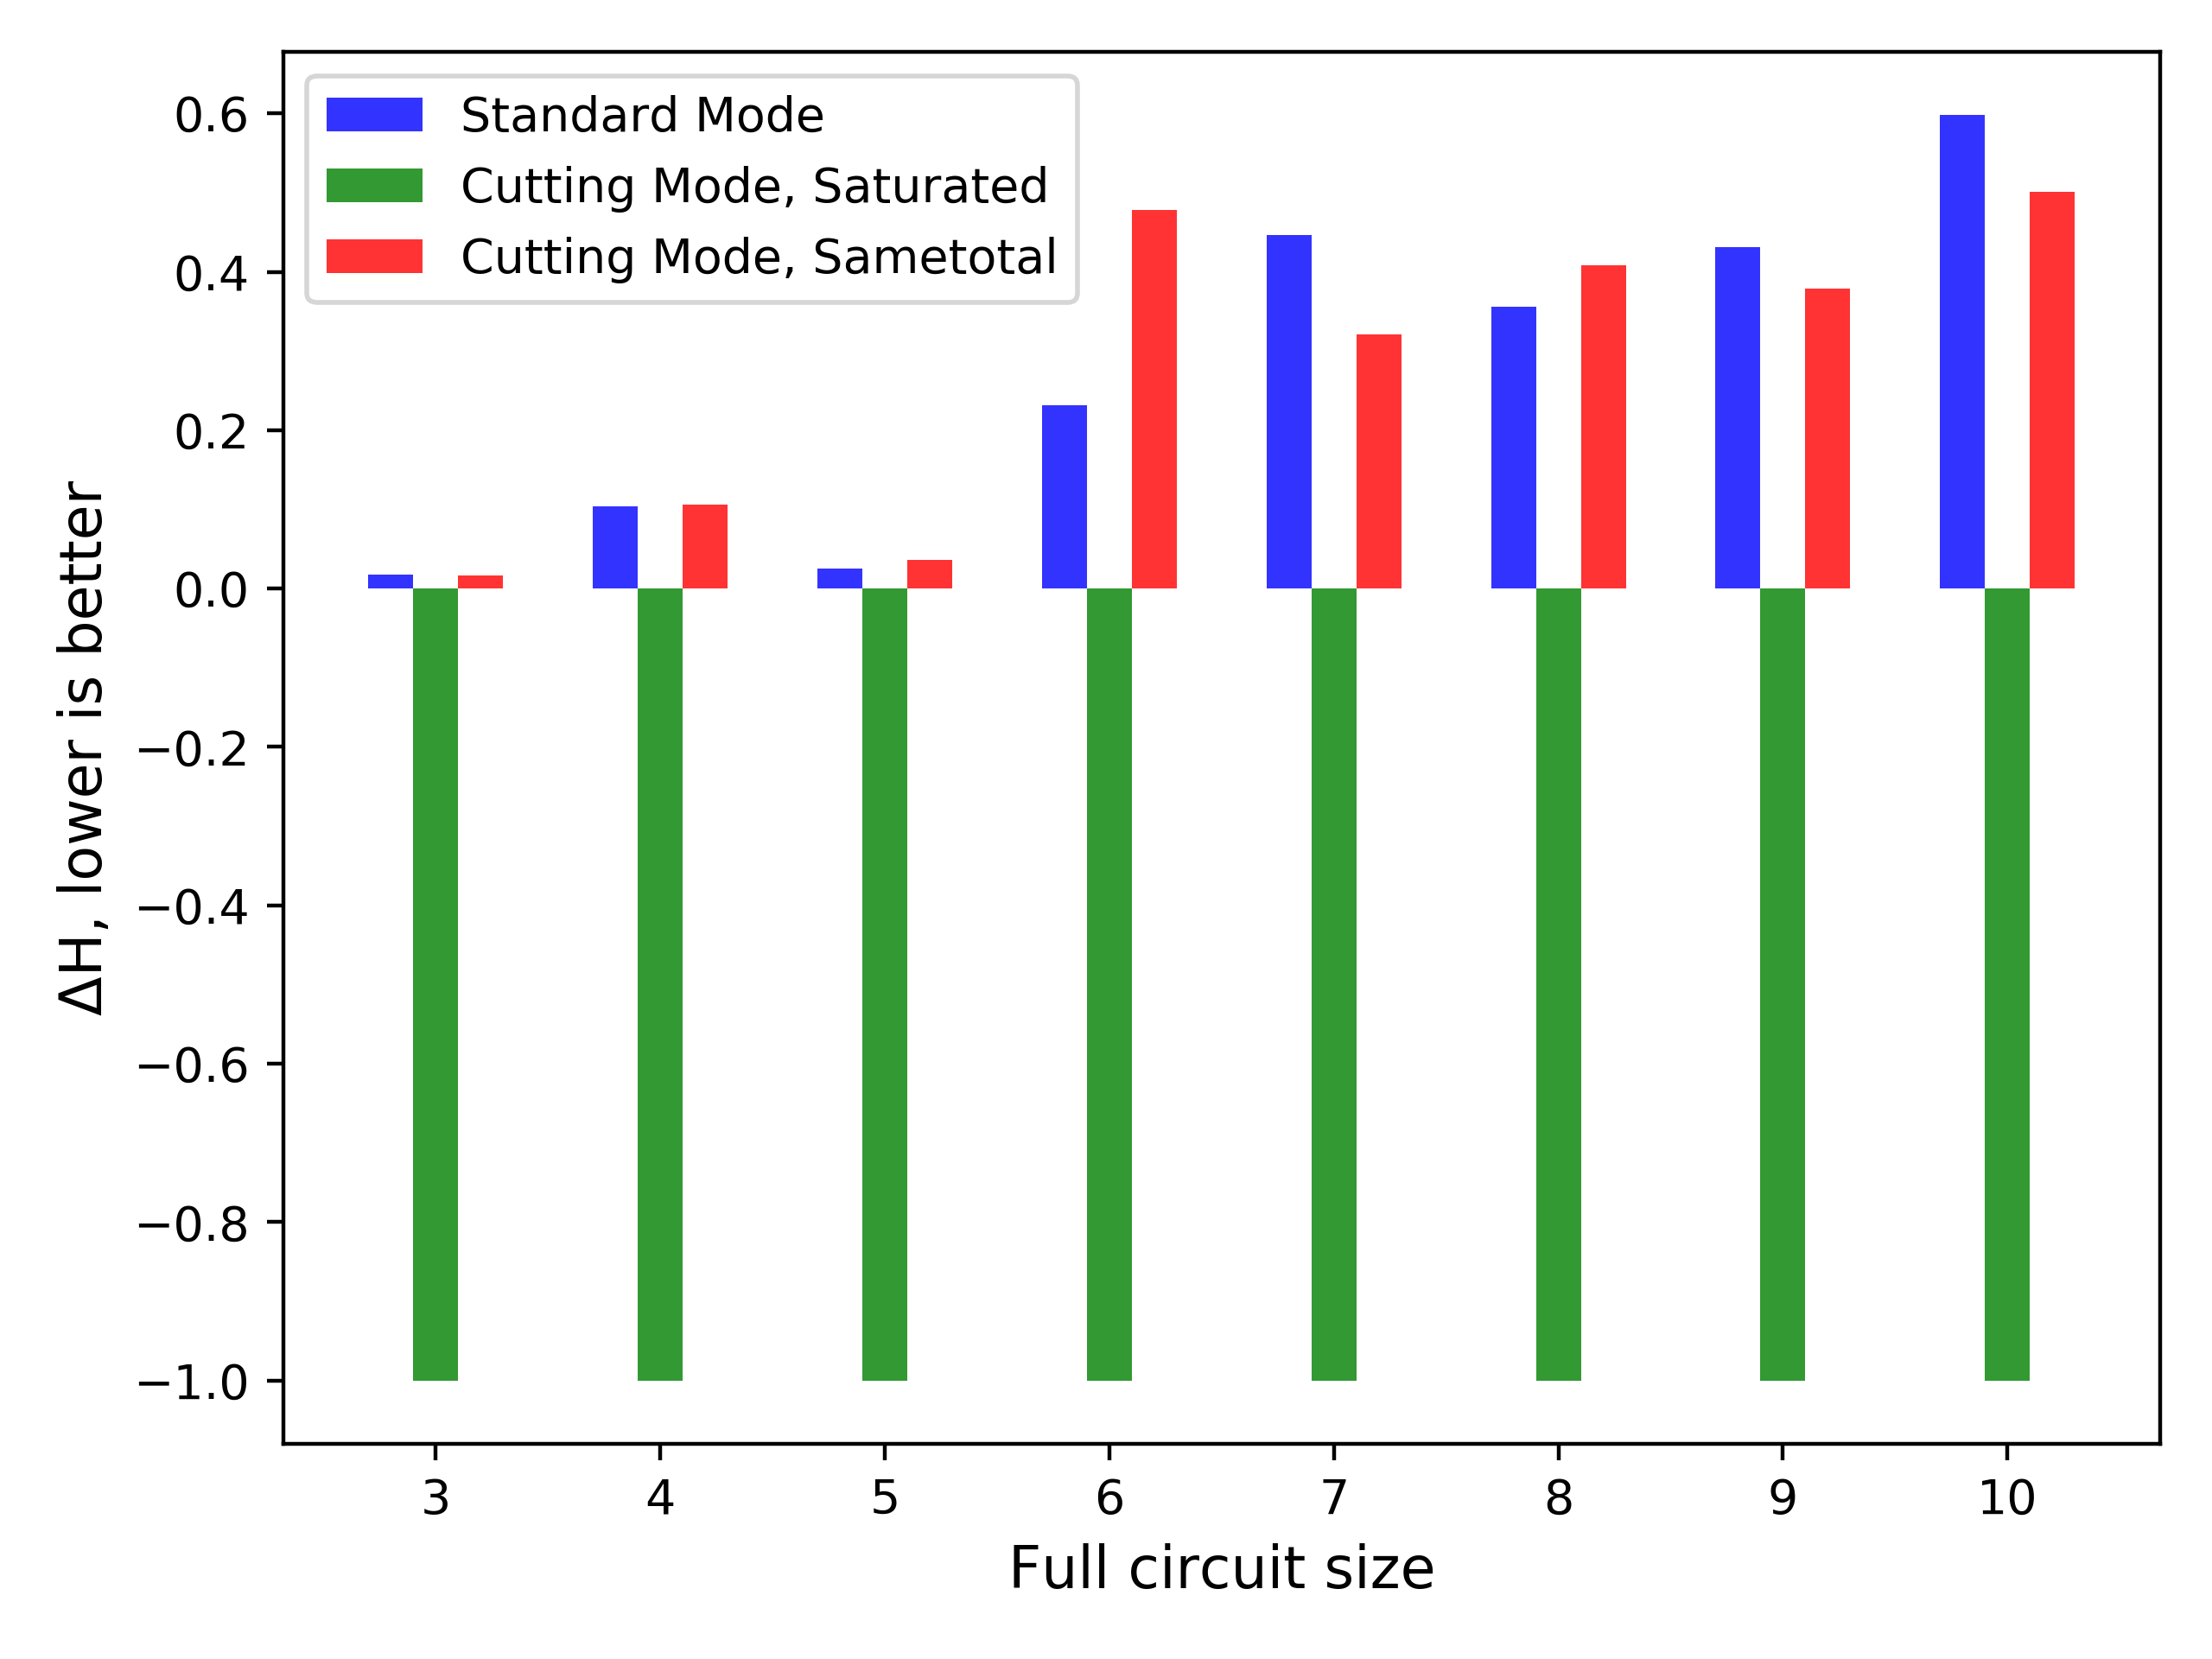 Standard Mode
Cutting Mode, Saturated
Cutting Mode, Sametotal
0.6
0.4
0.2
0.0
−0.2
−0.4
−0.6
−0.8
−1.0
ΔH, lower is better
3 4 5 6 7 8 9 10
Full circuit size